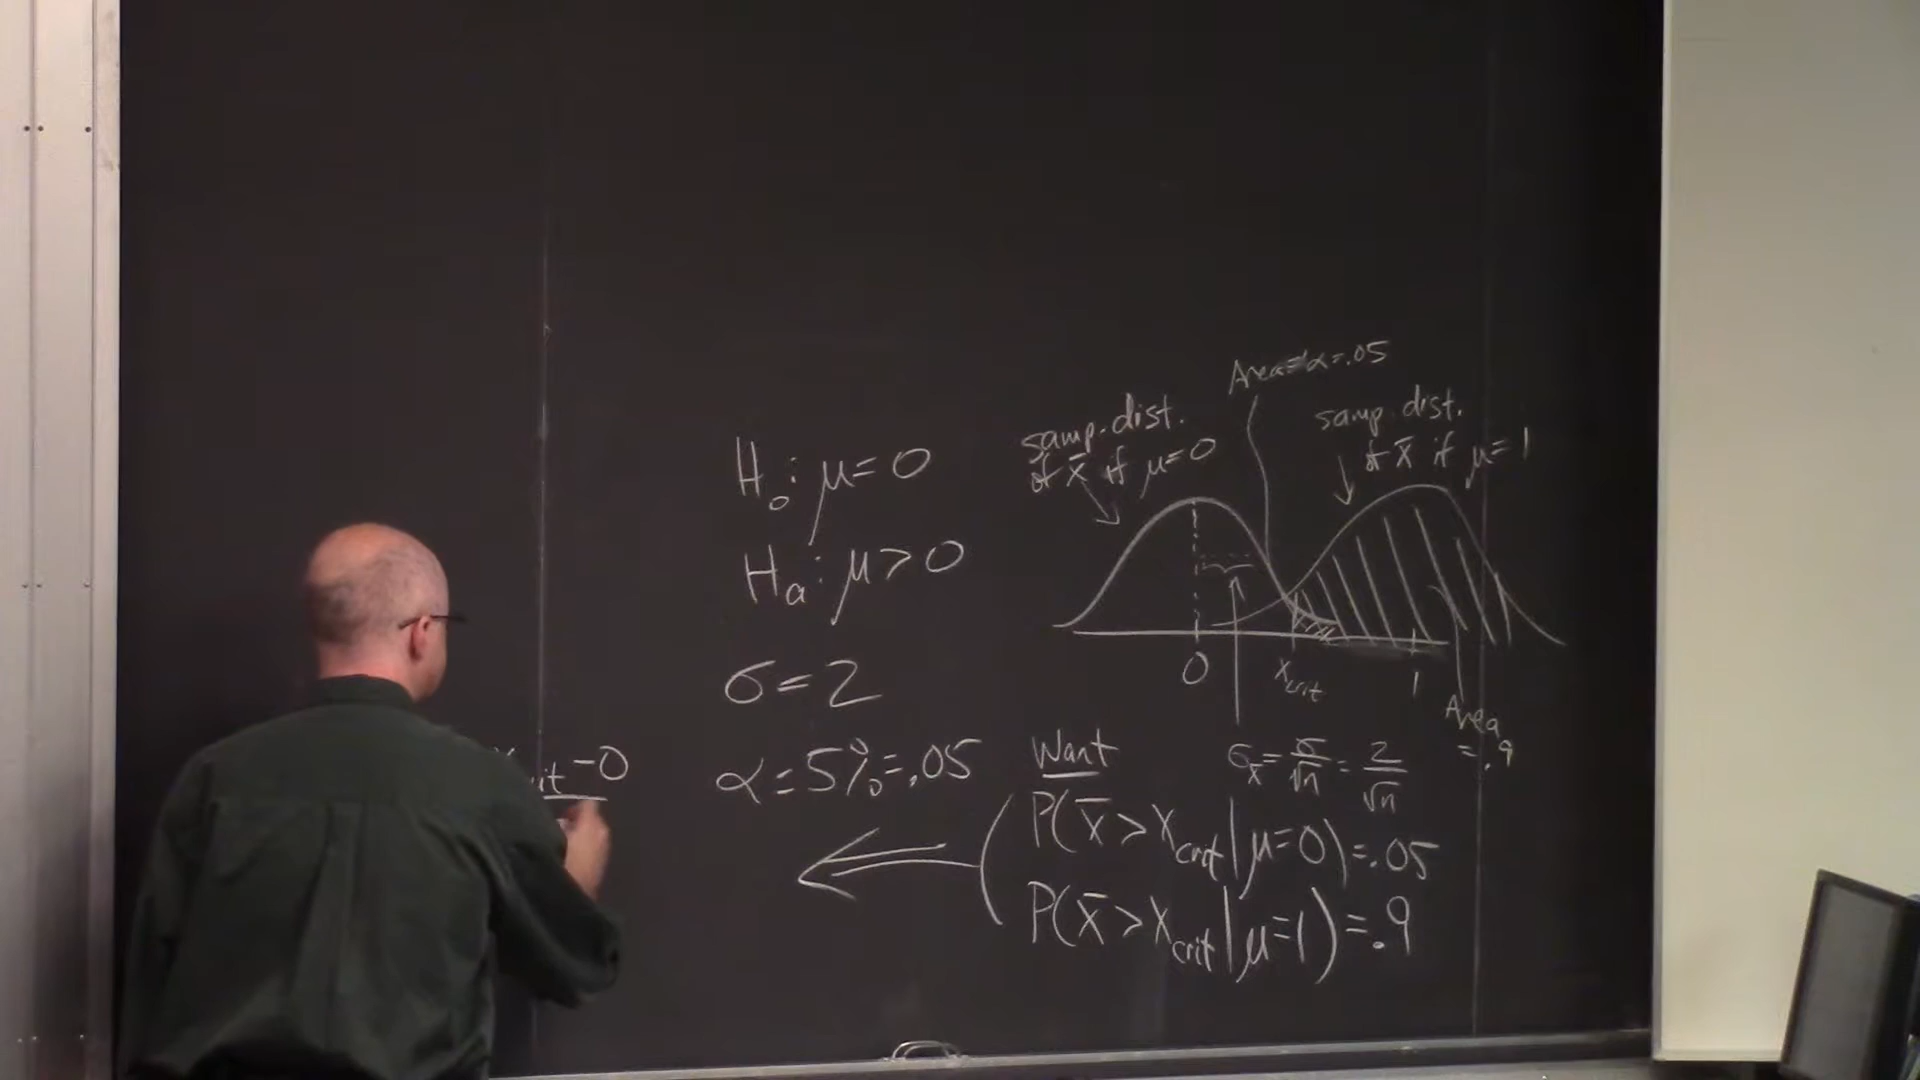 H₀: μ=0
Hₐ: μ>0
σ=2
α=5%=.05
-0
Area=α=.05
samp. dist.
of x̄ if μ=0
samp. dist.
of x̄ if μ=1
0
x_crit
1
Area
=.9
Want
σ_x̄ = σ/√n = 2/√n
P(x̄>x_crit|μ=0)=.05
P(x̄>x_crit|μ=1)=.9